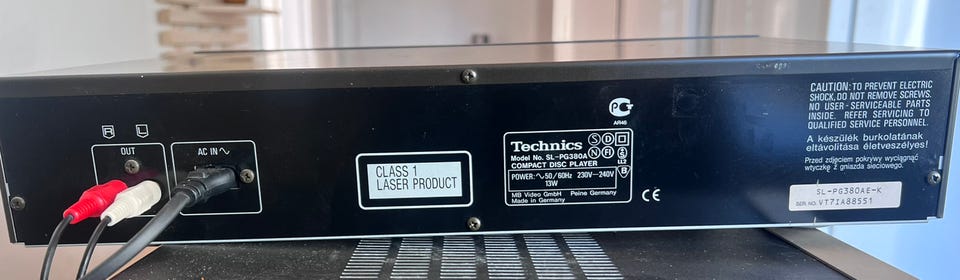 R L
OUT
AC IN
CLASS 1
LASER PRODUCT
Technics
Model No. SL-PG380A
COMPACT DISC PLAYER
POWER: 50/60Hz 230V-240V
13W
MB Video GmbH Peine Germany
Made in Germany
S D
N FI
B
PG
AR46
CE
CAUTION: TO PREVENT ELECTRIC
SHOCK, DO NOT REMOVE SCREWS.
NO USER-SERVICEABLE PARTS
INSIDE. REFER SERVICING TO
QUALIFIED SERVICE PERSONNEL.
A készülék burkolatának
eltávolítása életveszélyes!
Przed zdjęciem pokrywy wyciągnąć
wtyczkę z gniazda sieciowego.
SL-PG380AE-K
SER. NO. VT7IA88551